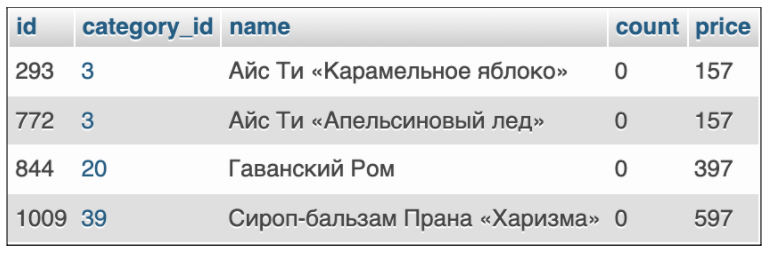 id category_id name count price
293 3 Айс Ти «Карамельное яблоко» 0 157
772 3 Айс Ти «Апельсиновый лед» 0 157
844 20 Гаванский Ром 0 397
1009 39 Сироп-бальзам Прана «Харизма» 0 597